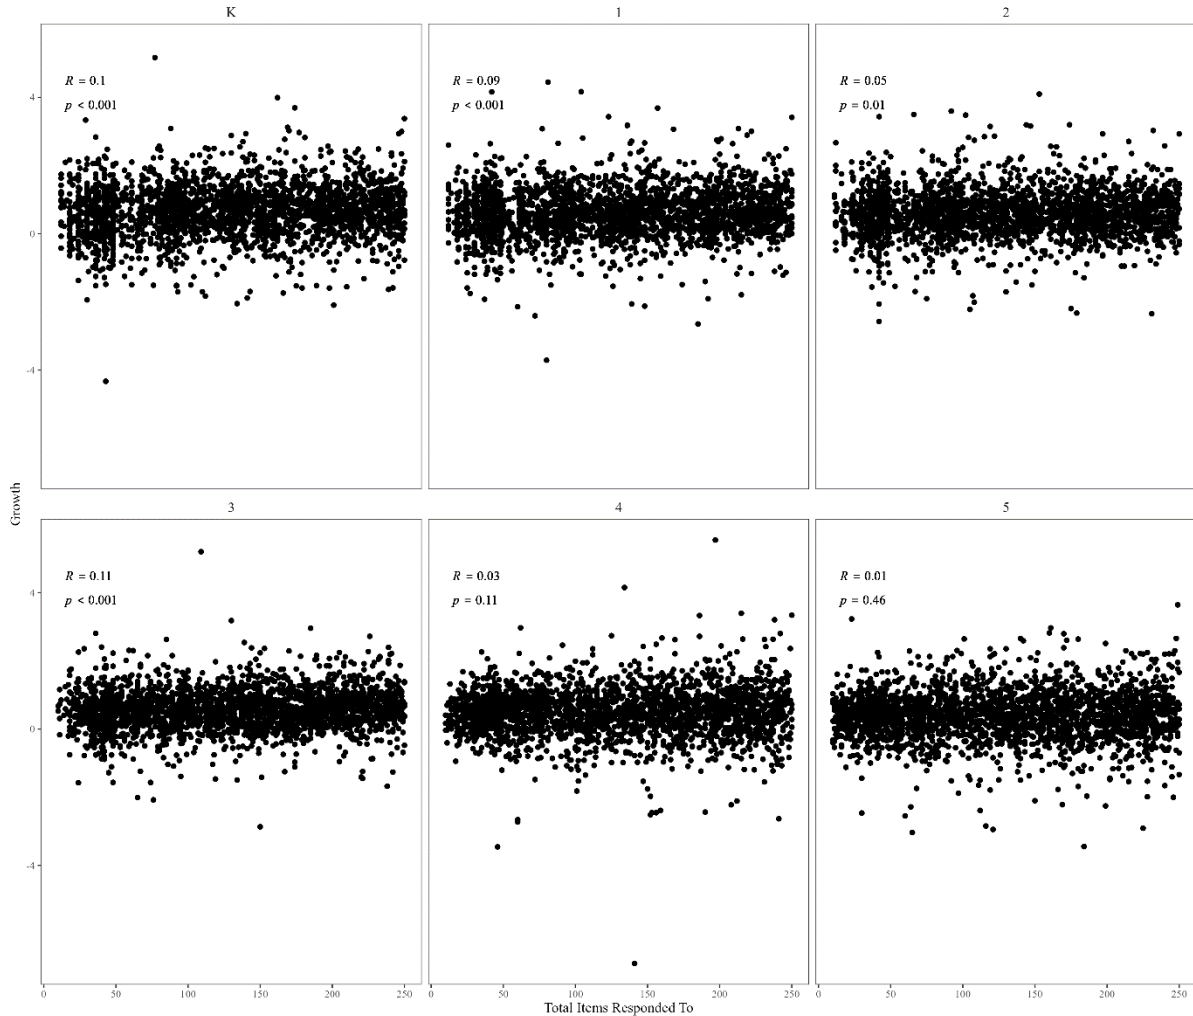 K
1
2
R = 0.1
p < 0.001
R = 0.09
p < 0.001
R = 0.05
p = 0.01
4
0
-4
3
4
5
R = 0.11
p < 0.001
R = 0.03
p = 0.11
R = 0.01
p = 0.46
4
0
-4
Growth
0 50 100 150 200 250
0 50 100 150 200 250
0 50 100 150 200 250
Total Items Responded To